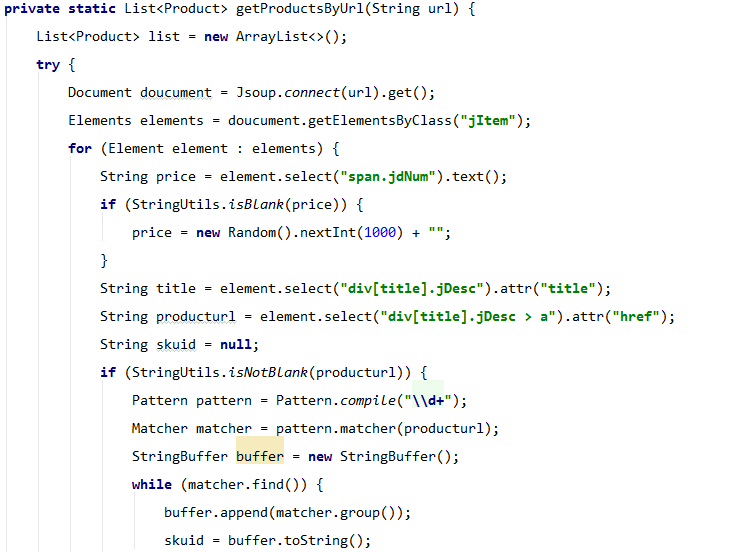 private static List<Product> getProductsByUrl(String url) {
    List<Product> list = new ArrayList<>();
    try {
        Document doucument = Jsoup.connect(url).get();
        Elements elements = doucument.getElementsByClass("jItem");
        for (Element element : elements) {
            String price = element.select("span.jdNum").text();
            if (StringUtils.isBlank(price)) {
                price = new Random().nextInt(1000) + "";
            }
            String title = element.select("div[title].jDesc").attr("title");
            String producturl = element.select("div[title].jDesc > a").attr("href");
            String skuid = null;
            if (StringUtils.isNotBlank(producturl)) {
                Pattern pattern = Pattern.compile("\\d+");
                Matcher matcher = pattern.matcher(producturl);
                StringBuffer buffer = new StringBuffer();
                while (matcher.find()) {
                    buffer.append(matcher.group());
                    skuid = buffer.toString();